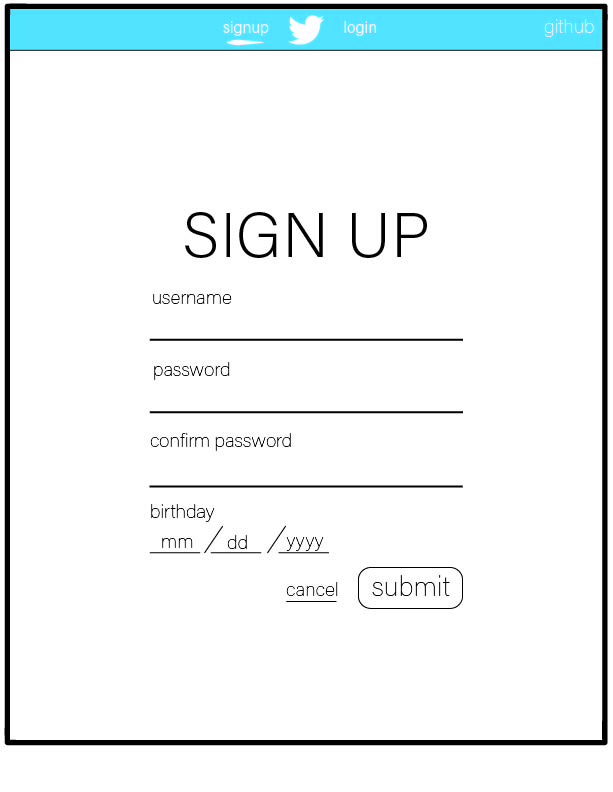 signup login github
SIGN UP
username
password
confirm password
birthday
mm / dd / yyyy
cancel submit